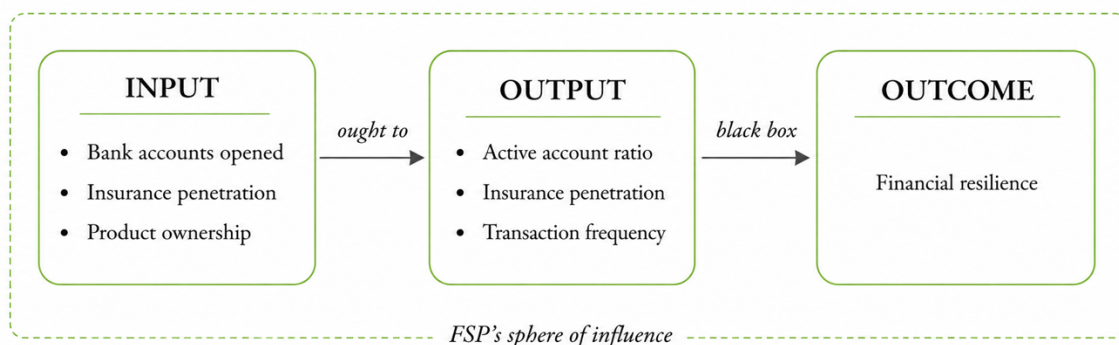 INPUT
• Bank accounts opened
• Insurance penetration
• Product ownership
ought to
OUTPUT
• Active account ratio
• Insurance penetration
• Transaction frequency
black box
OUTCOME
Financial resilience
FSP's sphere of influence